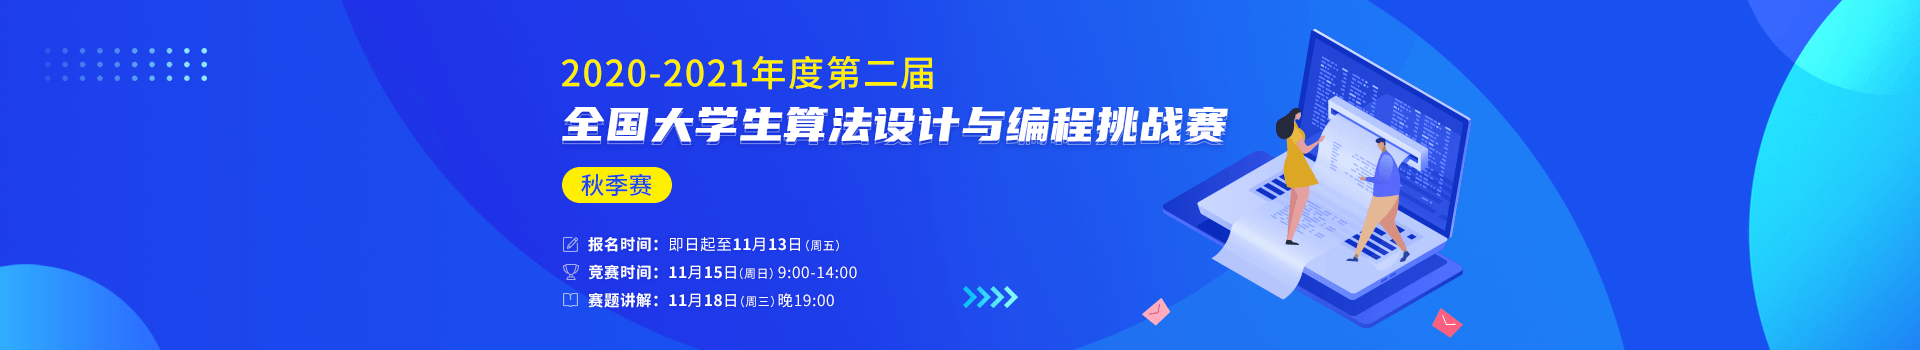 2020-2021年度第二届
全国大学生算法设计与编程挑战赛
秋季赛
报名时间：即日起至11月13日（周五）
竞赛时间：11月15日（周日）9:00-14:00
赛题讲解：11月18日（周三）晚19:00